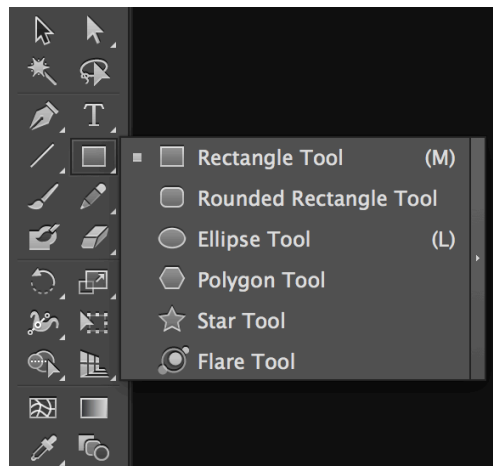 T
Rectangle Tool (M)
Rounded Rectangle Tool
Ellipse Tool (L)
Polygon Tool
Star Tool
Flare Tool